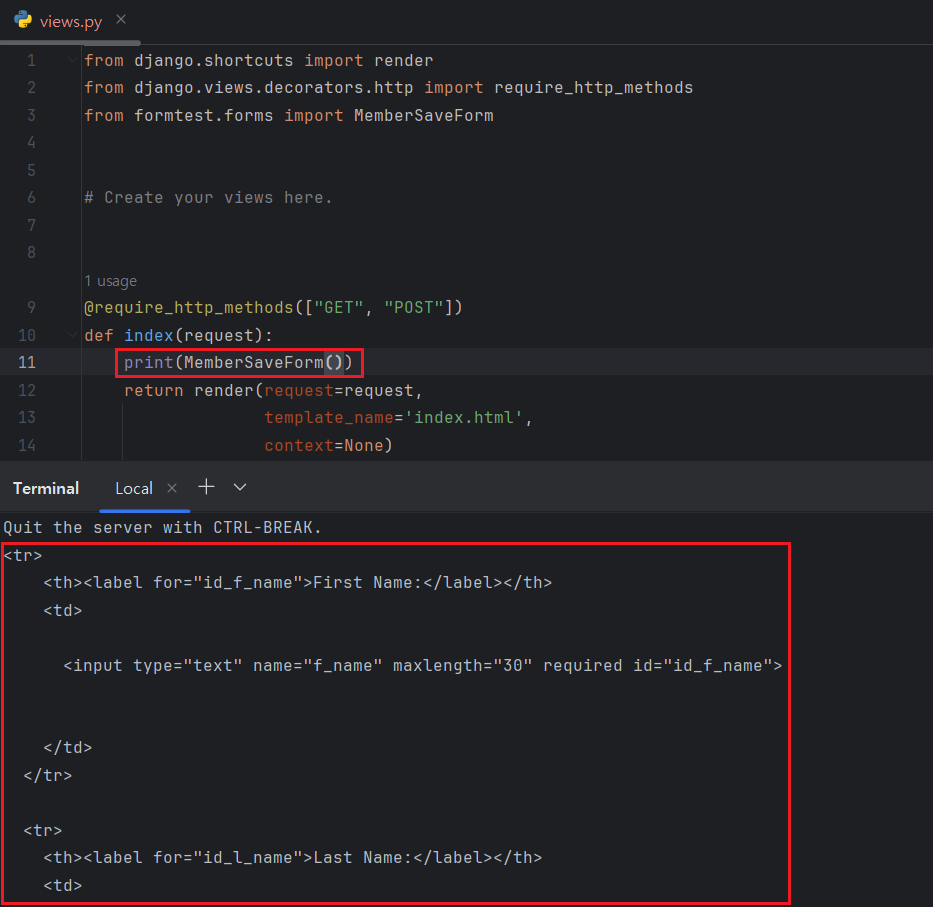 views.py
1 from django.shortcuts import render
2 from django.views.decorators.http import require_http_methods
3 from formtest.forms import MemberSaveForm
4
5
6 # Create your views here.
7
8
1 usage
9 @require_http_methods(["GET", "POST"])
10 def index(request):
11     print(MemberSaveForm())
12     return render(request=request,
13                   template_name='index.html',
14                   context=None)
Terminal Local
Quit the server with CTRL-BREAK.
<tr>
    <th><label for="id_f_name">First Name:</label></th>
    <td>
      <input type="text" name="f_name" maxlength="30" required id="id_f_name">
    </td>
  </tr>
  <tr>
    <th><label for="id_l_name">Last Name:</label></th>
    <td>